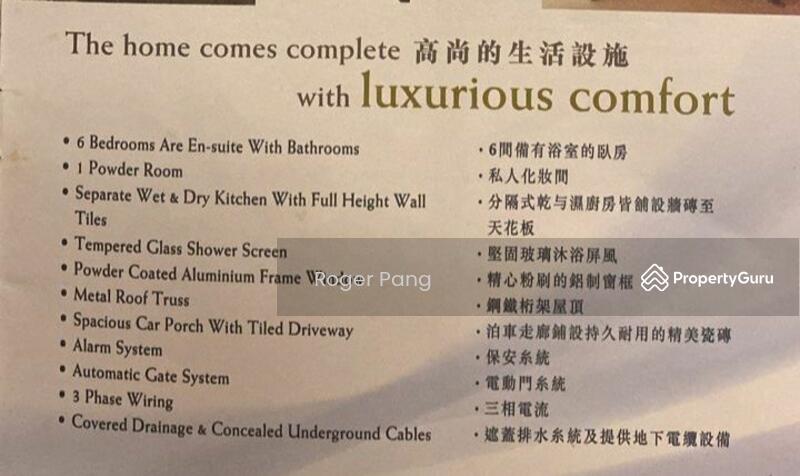 The home comes complete 高尚的生活設施
with luxurious comfort
• 6 Bedrooms Are En-suite With Bathrooms
• 1 Powder Room
• Separate Wet & Dry Kitchen With Full Height Wall
Tiles
• Tempered Glass Shower Screen
• Powder Coated Aluminium Frame Window
• Metal Roof Truss
• Spacious Car Porch With Tiled Driveway
• Alarm System
• Automatic Gate System
• 3 Phase Wiring
• Covered Drainage & Concealed Underground Cables
・6間備有浴室的臥房
・私人化妝間
・分隔式乾与濕廚房皆舖設牆磚至
天花板
・堅固玻璃沐浴屏風
・精心粉刷的鋁制窗框
・鋼鐵桁架屋頂
・泊車走廊鋪設持久耐用的精美瓷磚
・保安系統
・電動門系統
・三相電流
・遮蓋排水系統及提供地下電纜設備
Roger Pang
PropertyGuru